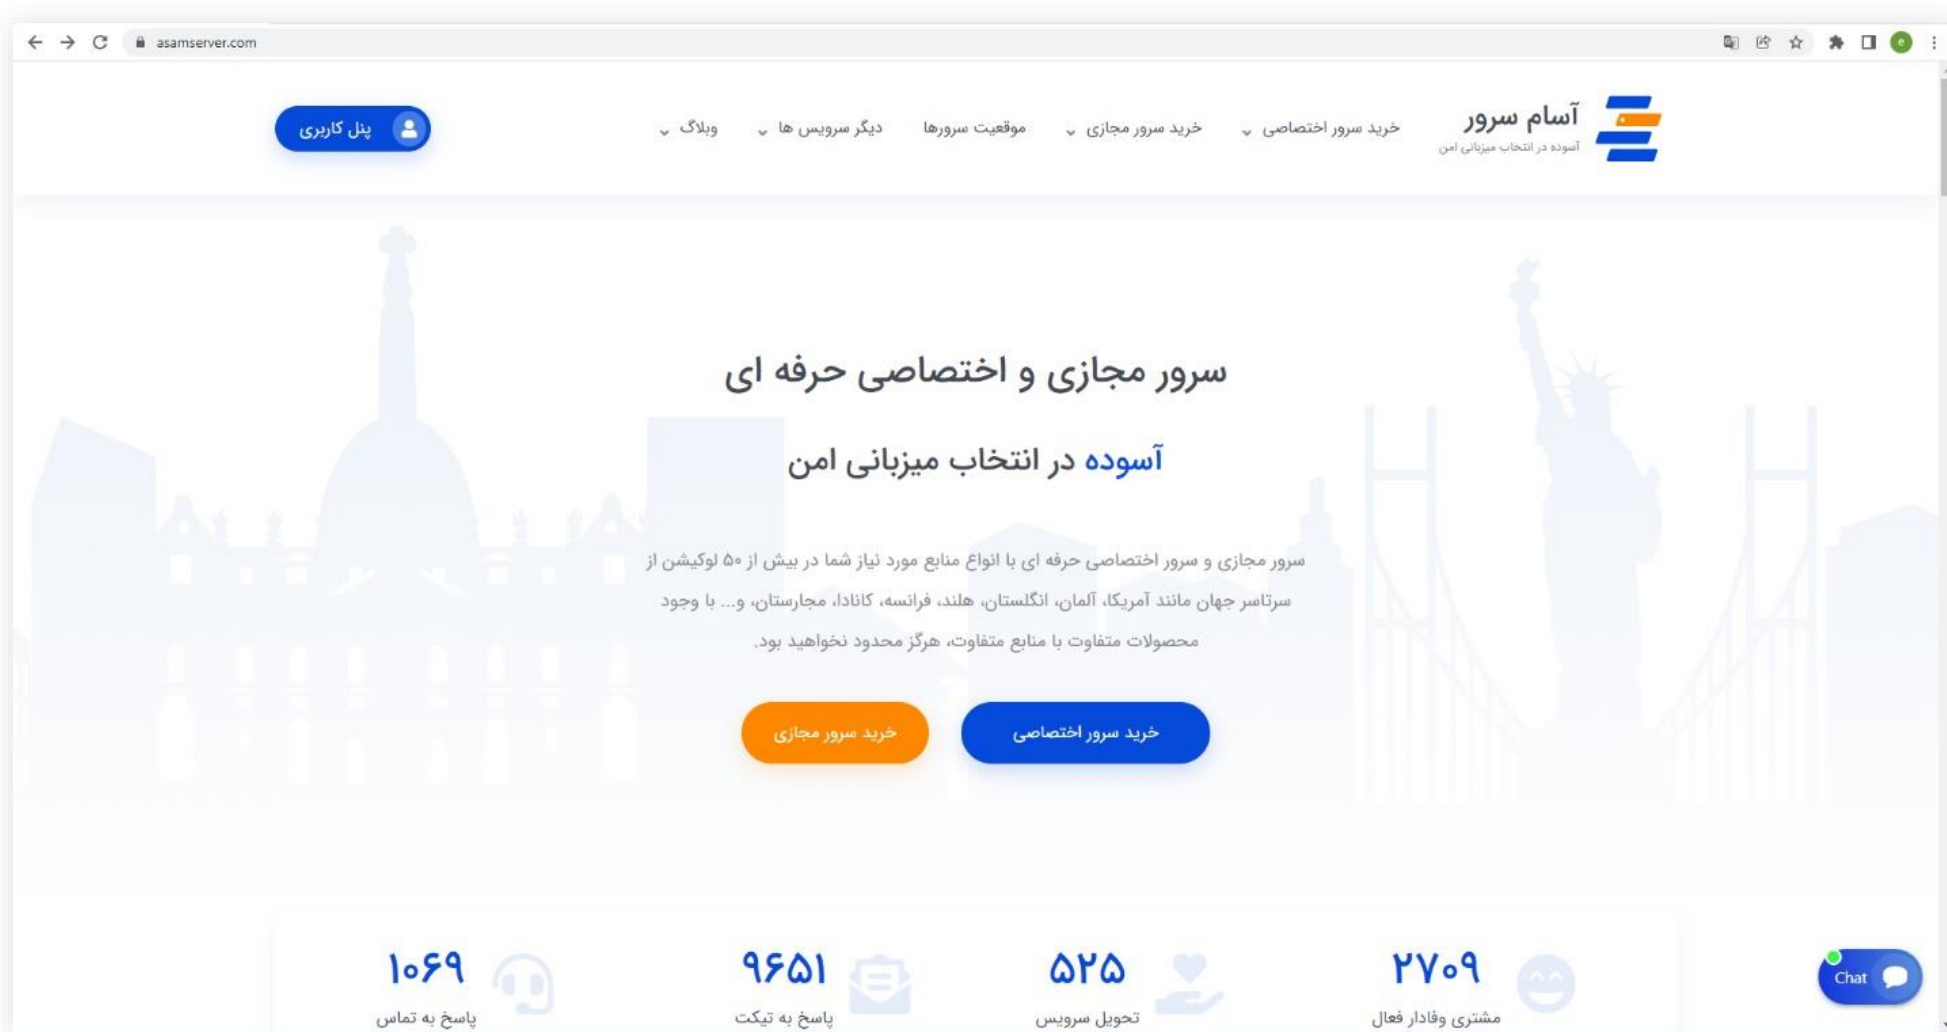 asamserver.com
آسام سرور
آسوده در انتخاب میزبانی امن
خرید سرور اختصاصی
خرید سرور مجازی
موقعیت سرورها
دیگر سرویس ها
وبلاگ
پنل کاربری
سرور مجازی و اختصاصی حرفه ای
آسوده در انتخاب میزبانی امن
سرور مجازی و سرور اختصاصی حرفه ای با انواع منابع مورد نیاز شما در بیش از ۵۰ لوکیشن از
سرتاسر جهان مانند آمریکا، آلمان، انگلستان، هلند، فرانسه، کانادا، مجارستان، و... با وجود
محصولات متفاوت با منابع متفاوت، هرگز محدود نخواهید بود.
خرید سرور اختصاصی
خرید سرور مجازی
۲۷۰۹
مشتری وفادار فعال
۵۲۵
تحویل سرویس
۹۶۵۱
پاسخ به تیکت
۱۰۶۹
پاسخ به تماس
Chat
e